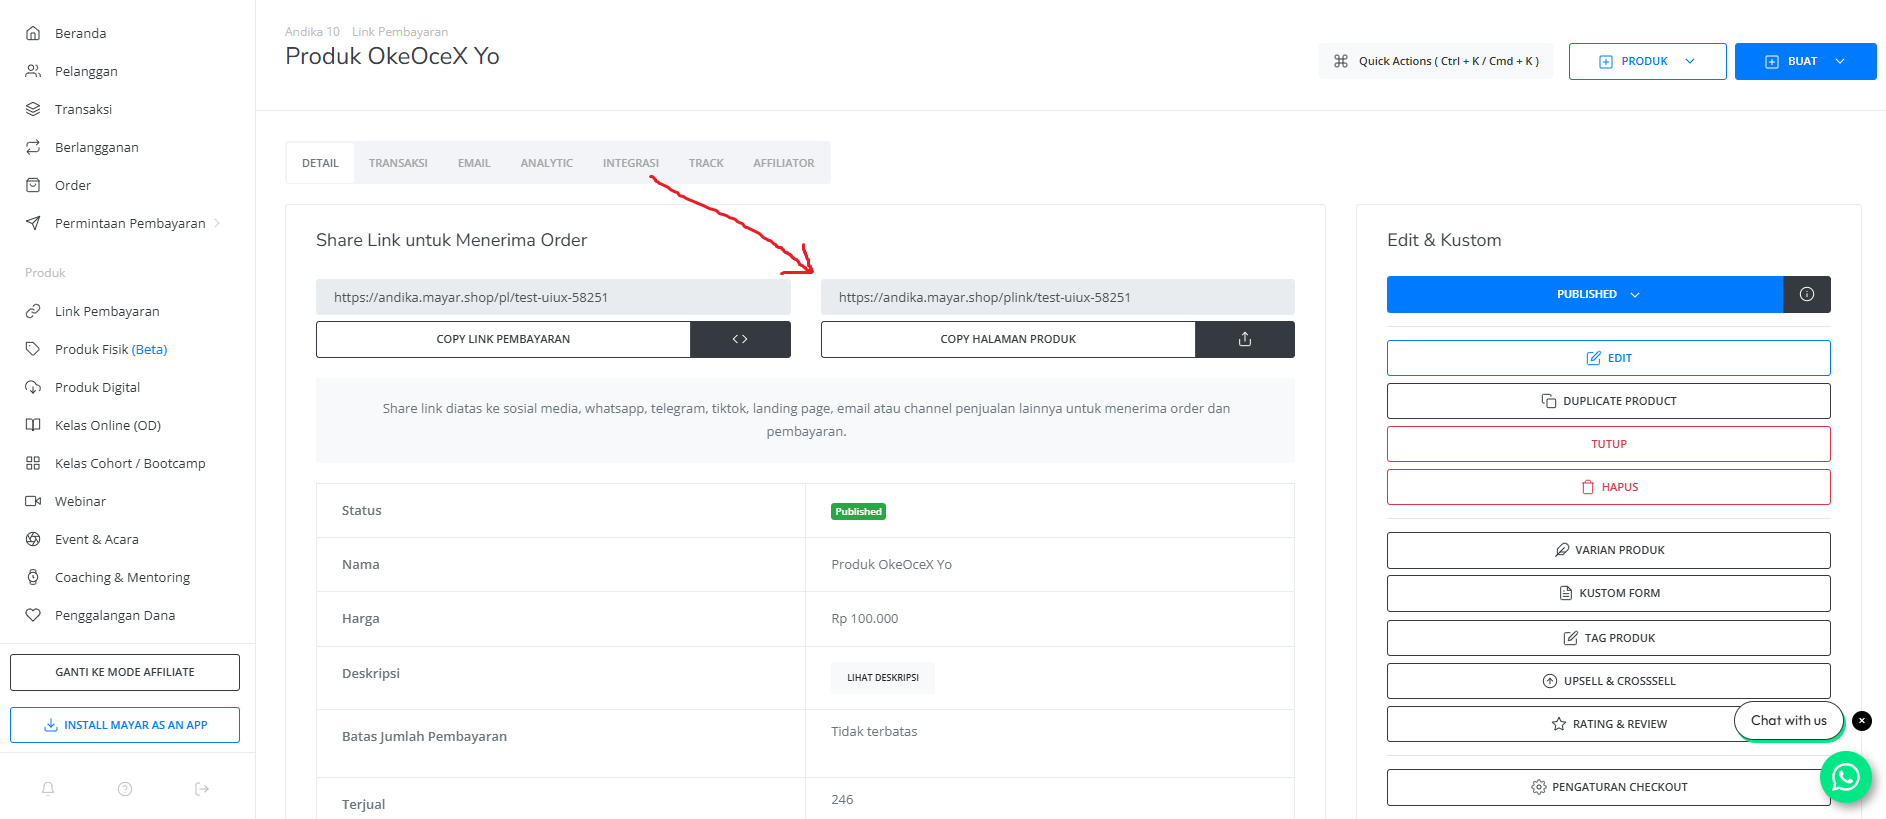 Beranda
Pelanggan
Transaksi
Berlangganan
Order
Permintaan Pembayaran
Produk
Link Pembayaran
Produk Fisik (Beta)
Produk Digital
Kelas Online (OD)
Kelas Cohort / Bootcamp
Webinar
Event & Acara
Coaching & Mentoring
Penggalangan Dana
GANTI KE MODE AFFILIATE
INSTALL MAYAR AS AN APP
Andika 10 Link Pembayaran
Produk OkeOceX Yo
Quick Actions ( Ctrl + K / Cmd + K )
PRODUK
BUAT
DETAIL TRANSAKSI EMAIL ANALYTIC INTEGRASI TRACK AFFILIATOR
Share Link untuk Menerima Order
https://andika.mayar.shop/pl/test-uiux-58251
COPY LINK PEMBAYARAN
https://andika.mayar.shop/plink/test-uiux-58251
COPY HALAMAN PRODUK
Share link diatas ke sosial media, whatsapp, telegram, tiktok, landing page, email atau channel penjualan lainnya untuk menerima order dan
pembayaran.
Status Published
Nama Produk OkeOceX Yo
Harga Rp 100.000
Deskripsi LIHAT DESKRIPSI
Batas Jumlah Pembayaran Tidak terbatas
Terjual 246
Edit & Kustom
PUBLISHED
EDIT
DUPLICATE PRODUCT
TUTUP
HAPUS
VARIAN PRODUK
KUSTOM FORM
TAG PRODUK
UPSELL & CROSSSELL
RATING & REVIEW
Chat with us
PENGATURAN CHECKOUT